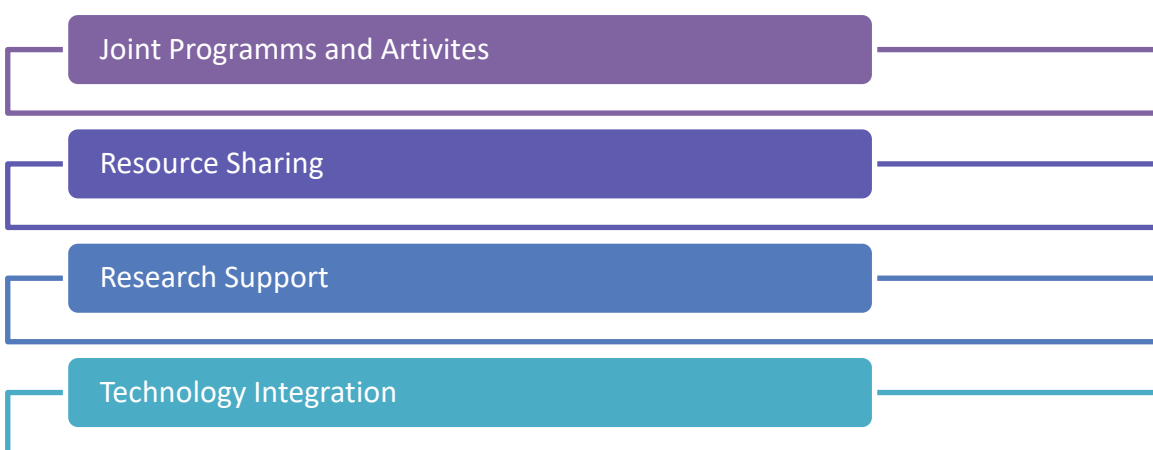 Joint Programms and Artivites
Resource Sharing
Research Support
Technology Integration